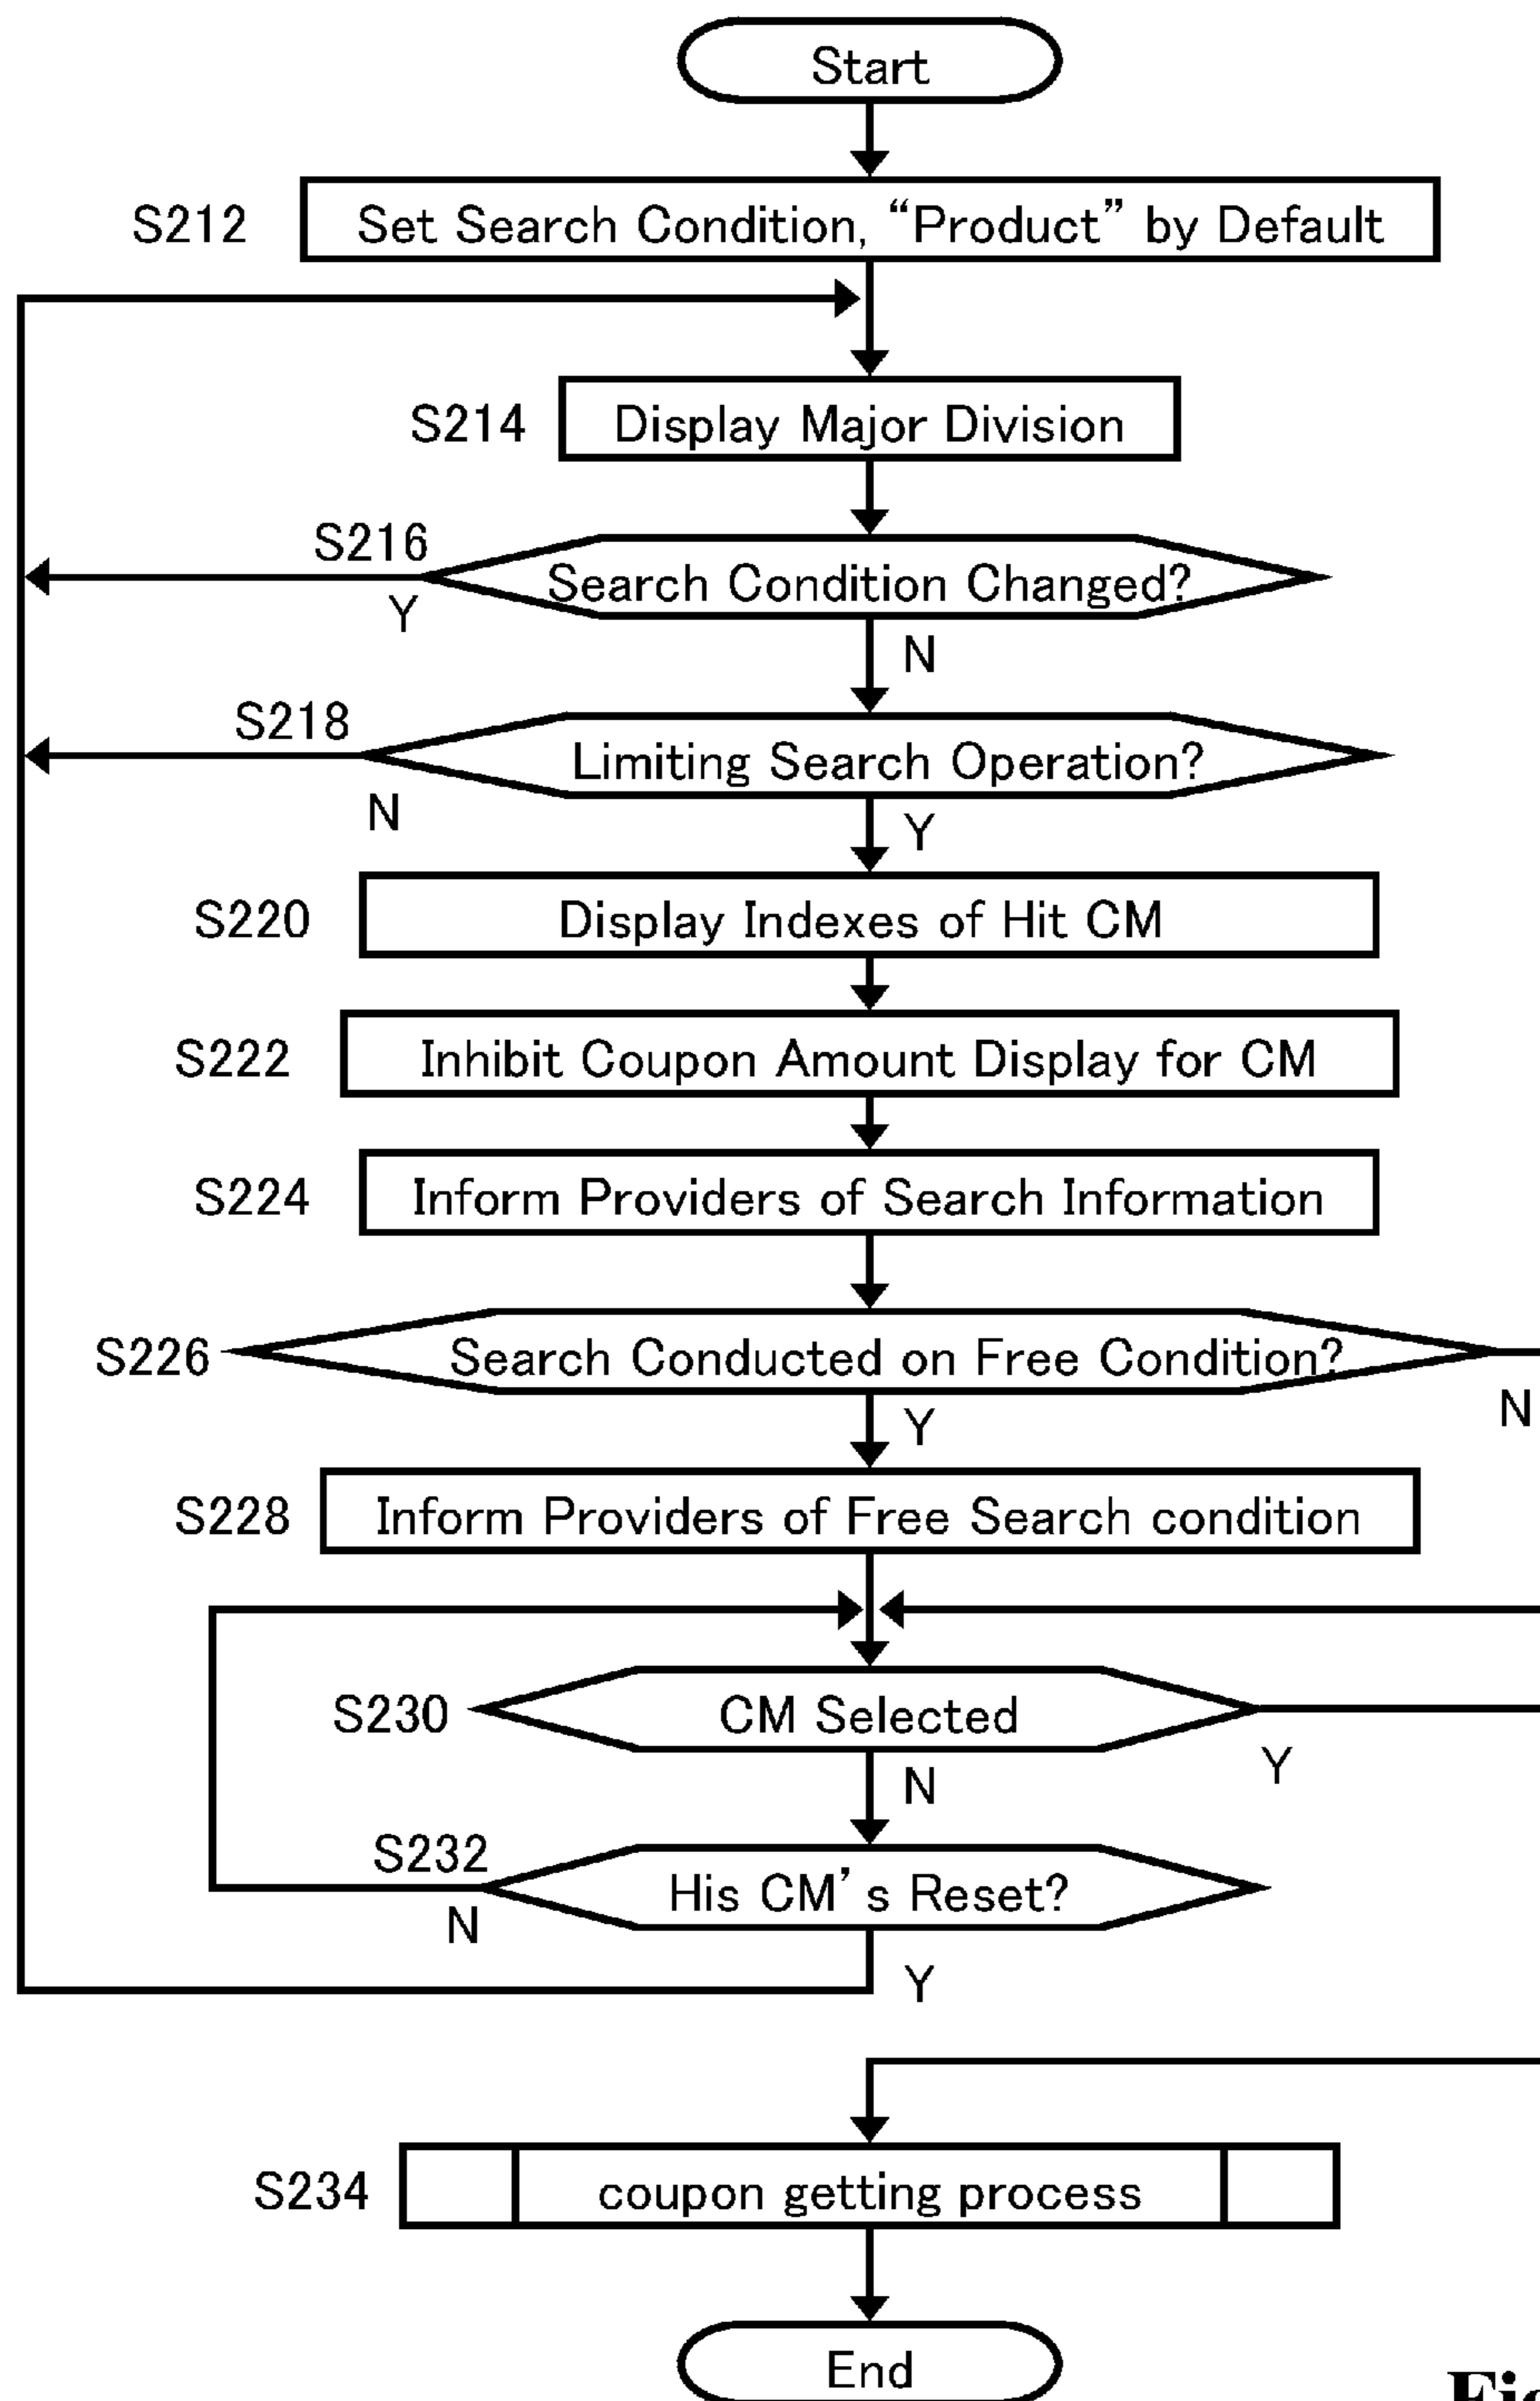 Start
S212
Set Search Condition, “Product” by Default
S214
Display Major Division
S216
Search Condition Changed?
Y
N
S218
Limiting Search Operation?
N
Y
S220
Display Indexes of Hit CM
S222
Inhibit Coupon Amount Display for CM
S224
Inform Providers of Search Information
S226
Search Conducted on Free Condition?
N
Y
S228
Inform Providers of Free Search condition
S230
CM Selected
Y
N
S232
His CM’s Reset?
N
Y
S234
coupon getting process
End